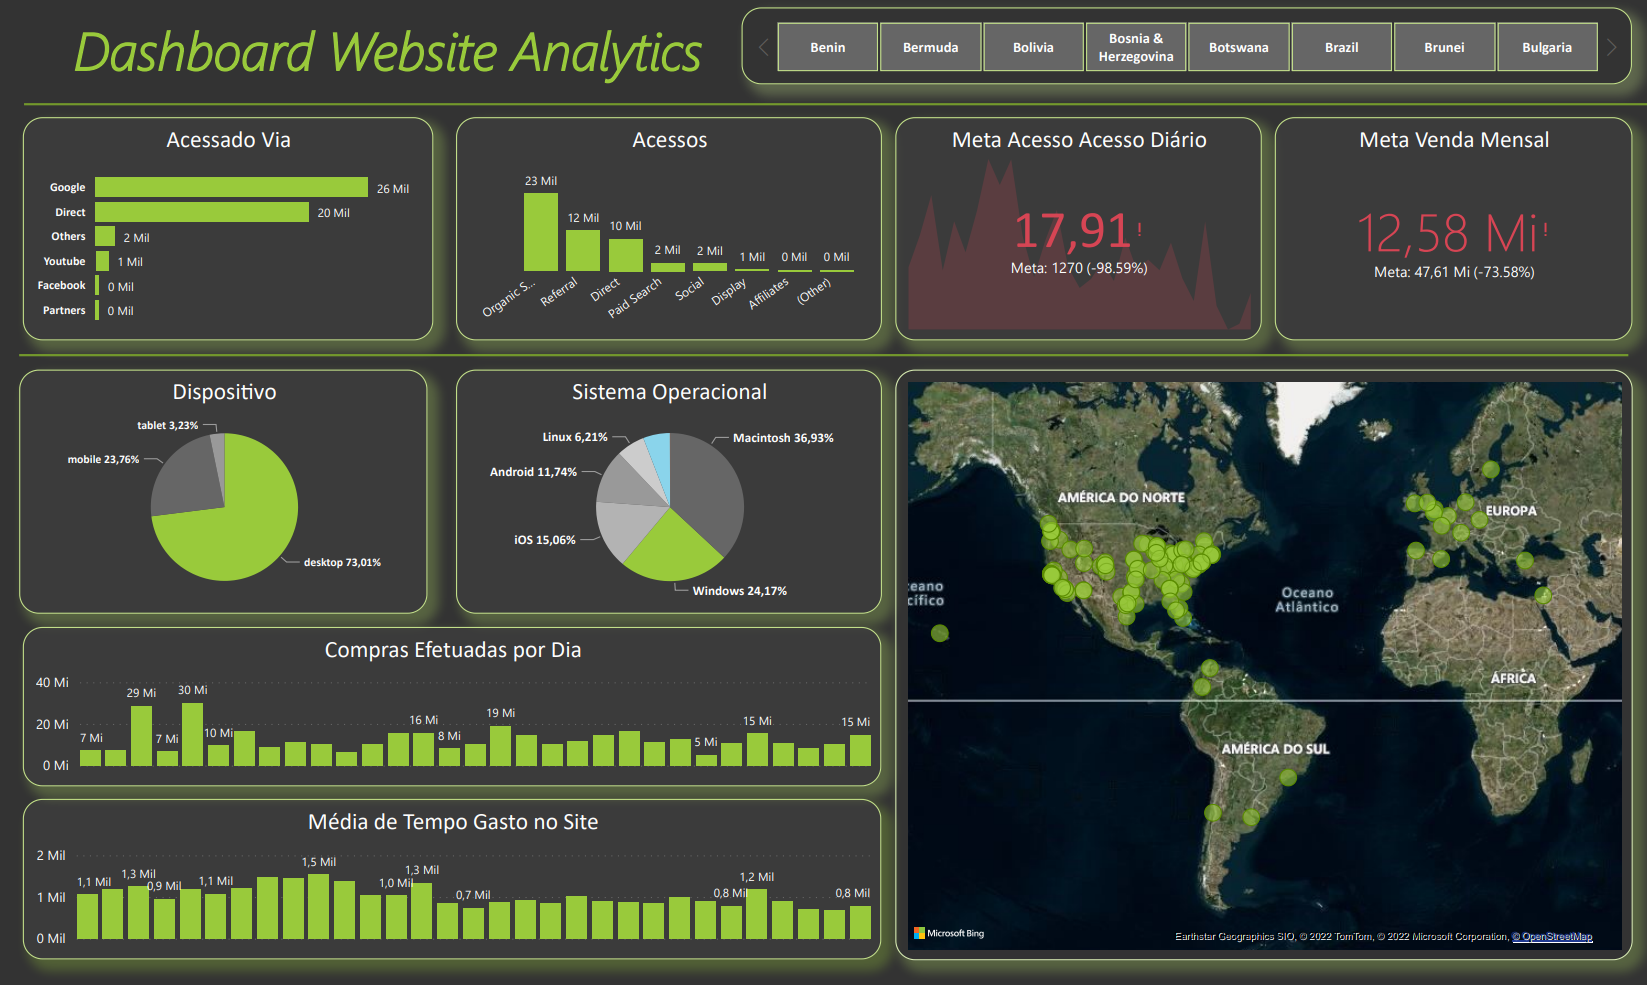 Dashboard Website Analytics
Benin
Bermuda
Bolivia
Bosnia &
Herzegovina
Botswana
Brazil
Brunei
Bulgaria
Acessado Via
Google
26 Mil
Direct
20 Mil
Others
2 Mil
Youtube
1 Mil
Facebook
0 Mil
Partners
0 Mil
Acessos
23 Mil
12 Mil
10 Mil
2 Mil
2 Mil
1 Mil
0 Mil
0 Mil
Organic S...
Referral
Direct
Paid Search
Social
Display
Affiliates
(Other)
Meta Acesso Acesso Diário
17,91!
Meta: 1270 (-98.59%)
Meta Venda Mensal
12,58 Mi!
Meta: 47,61 Mi (-73.58%)
Dispositivo
tablet 3,23%
mobile 23,76%
desktop 73,01%
Sistema Operacional
Linux 6,21%
Macintosh 36,93%
Android 11,74%
iOS 15,06%
Windows 24,17%
Compras Efetuadas por Dia
40 Mi
20 Mi
0 Mi
7 Mi
29 Mi
7 Mi
30 Mi
10 Mi
16 Mi
8 Mi
19 Mi
5 Mi
15 Mi
15 Mi
Média de Tempo Gasto no Site
2 Mil
1 Mil
0 Mil
1,1 Mil
1,3 Mil
0,9 Mil
1,1 Mil
1,5 Mil
1,0 Mil
1,3 Mil
0,7 Mil
0,8 Mil
1,2 Mil
0,8 Mil
AMÉRICA DO NORTE
EUROPA
eano
cífico
Oceano
Atlântico
ÁFRICA
AMÉRICA DO SUL
Microsoft Bing
Earthstar Geographics SIO, © 2022 TomTom, © 2022 Microsoft Corporation, © OpenStreetMap